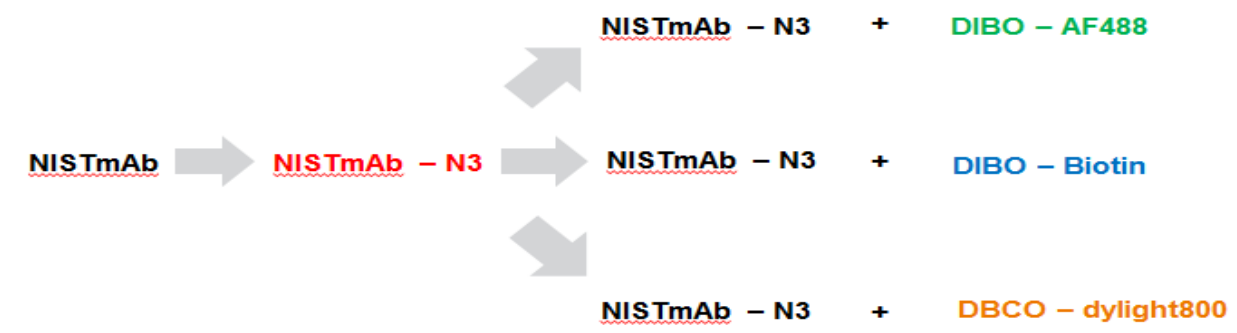 NISTmAb – N3 + DIBO – AF488
NISTmAb NISTmAb – N3 NISTmAb – N3 + DIBO – Biotin
NISTmAb – N3 + DBCO – dylight800